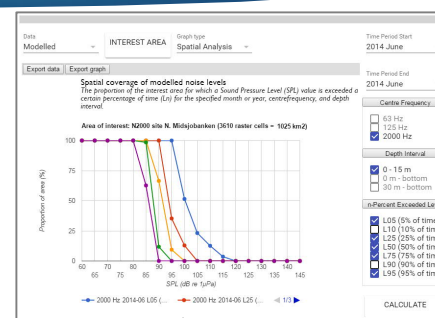 Data
Modelled
INTEREST AREA
Graph type
Spatial Analysis
Time Period Start
2014 June
Export data
Export graph
Time Period End
2014 June
Spatial coverage of modelled noise levels
The proportion of the interest area for which a Sound Pressure Level (SPL) value is exceeded a
certain percentage of time (Ln) for the specified month or year, centrefrequency, and depth
interval.
Area of interest: N2000 site N. Midsjobanken (3610 raster cells = 1025 km2)
Proportion of area (%)
100
75
50
25
0
60 70 80 90 100 110 120 130 140
65 75 85 95 105 115 125 135 145
SPL (dB re 1µPa)
2000 Hz 2014-06 L05 (...
2000 Hz 2014-06 L25 (...
1/3
Centre Frequency
63 Hz
125 Hz
2000 Hz
Depth Interval
0 - 15 m
0 m - bottom
30 m - bottom
n-Percent Exceeded Le
L05 (5% of time
L10 (10% of tim
L25 (25% of tim
L50 (50% of tim
L75 (75% of tim
L90 (90% of tim
L95 (95% of tim
CALCULATE